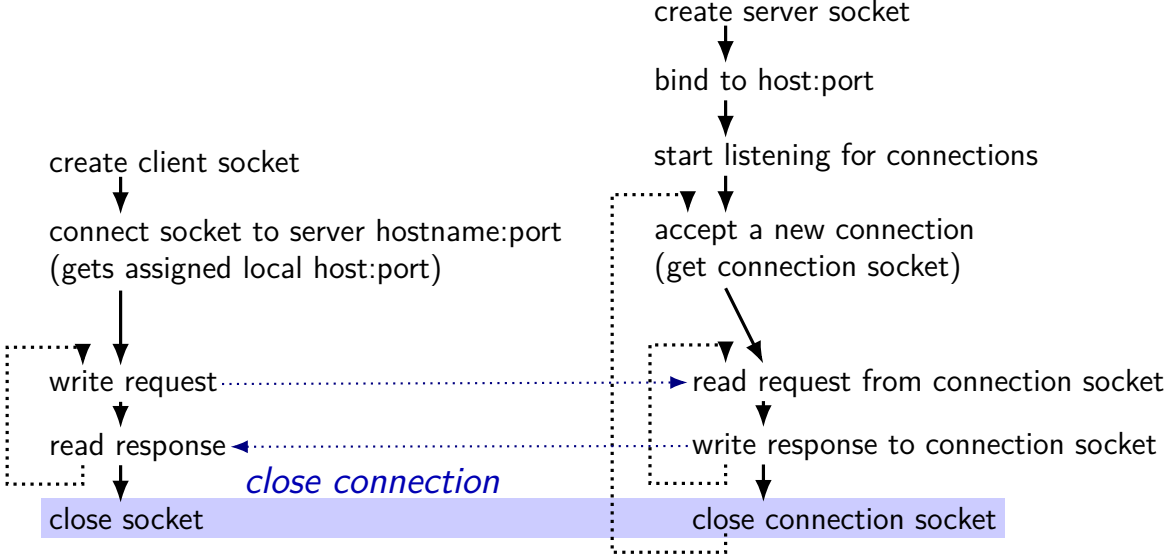 create server socket
bind to host:port
start listening for connections
create client socket
connect socket to server hostname:port
(gets assigned local host:port)
accept a new connection
(get connection socket)
write request
read request from connection socket
read response
write response to connection socket
close connection
close socket
close connection socket